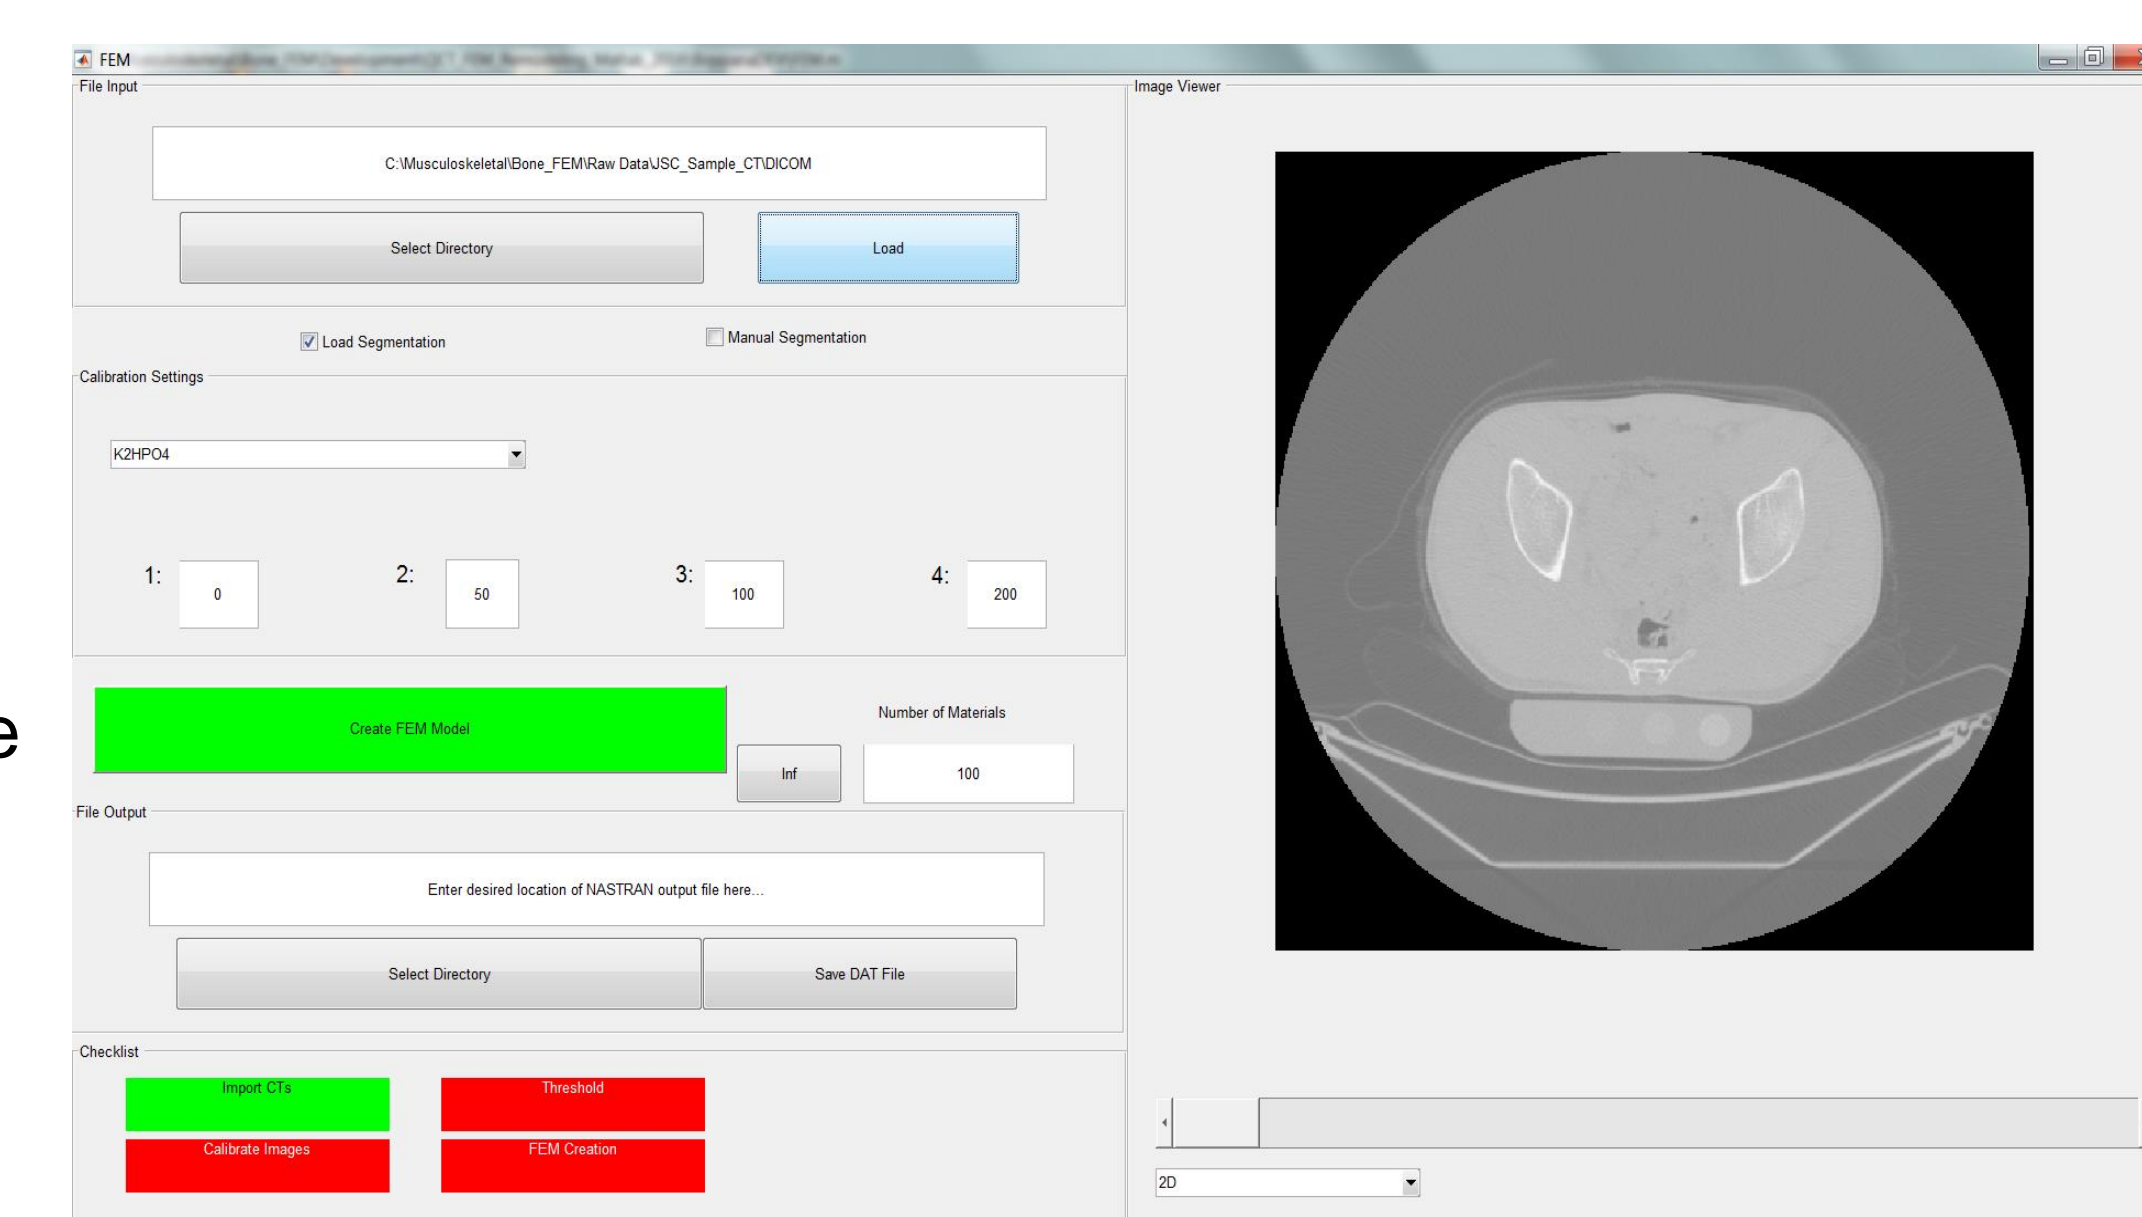 FEM
File Input
C:\Musculoskeletal\Bone_FEM\Raw Data\JSC_Sample_CT\DICOM
Select Directory
Load
Load Segmentation
Manual Segmentation
Calibration Settings
K2HPO4
1:
0
2:
50
3:
100
4:
200
e
Create FEM Model
Inf
Number of Materials
100
File Output
Enter desired location of NASTRAN output file here...
Select Directory
Save DAT File
Checklist
Import CTs
Threshold
Calibrate Images
FEM Creation
Image Viewer
2D